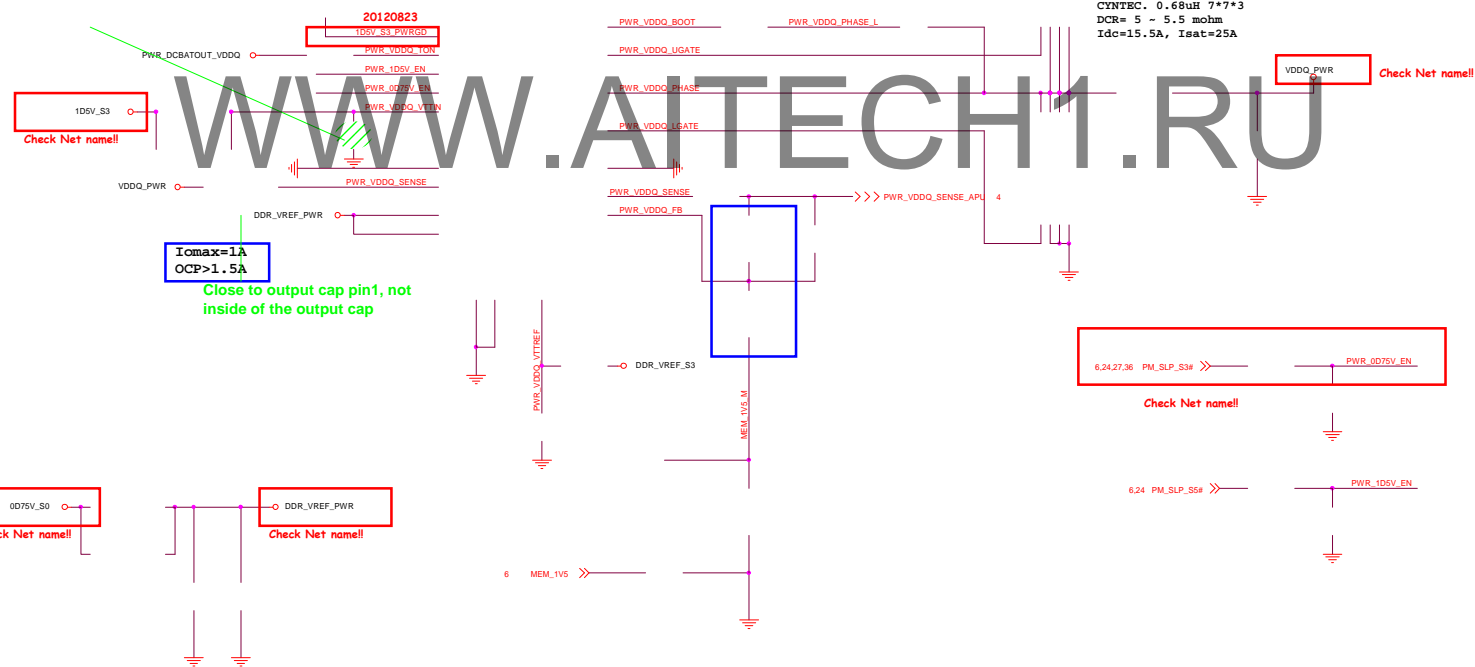 CYNTEC. 0.68uH 7*7*3
DCR= 5 ~ 5.5 mohm
Idc=15.5A, Isat=25A
20120823
1D5V_S3_PWRGD
PWR_DCBATOUT_VDDQ
PWR_VDDQ_TON
PWR_1D5V_EN
PWR_0D75V_EN
PWR_VDDQ_VTTIN
1D5V_S3
Check Net name!!
PWR_VDDQ_BOOT
PWR_VDDQ_PHASE_L
PWR_VDDQ_UGATE
PWR_VDDQ_PHASE
PWR_VDDQ_LGATE
VDDQ_PWR
Check Net name!!
WWW.AITECH1.RU
VDDQ_PWR
PWR_VDDQ_SENSE
PWR_VDDQ_SENSE
PWR_VDDQ_SENSE_APU 4
DDR_VREF_PWR
PWR_VDDQ_FB
Iomax=1A
OCP>1.5A
Close to output cap pin1, not
inside of the output cap
PWR_VDDQ_VTTREF
DDR_VREF_S3
MEM_1V5_M
6,24,27,36 PM_SLP_S3#
PWR_0D75V_EN
Check Net name!!
6,24 PM_SLP_S5#
PWR_1D5V_EN
0D75V_S0
ck Net name!!
DDR_VREF_PWR
Check Net name!!
6 MEM_1V5